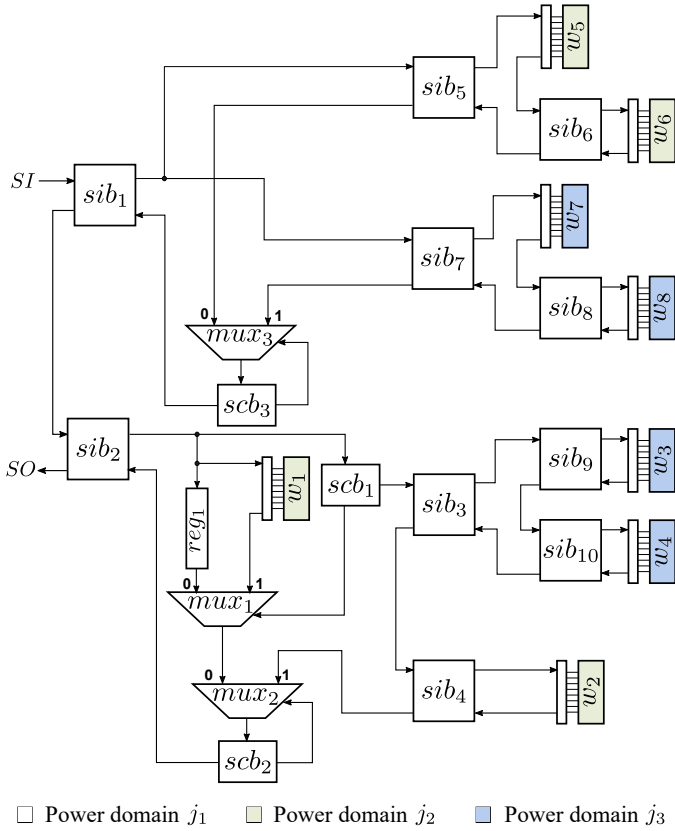 w₅
sib₅
w₆
sib₆
SI
sib₁
w₇
sib₇
w₈
sib₈
0 1
mux₃
scb₃
sib₂
SO
sib₉
w₃
w₁
scb₁
sib₃
reg₁
sib₁₀
w₄
0 1
mux₁
0 1
mux₂
sib₄
w₂
scb₂
Power domain j₁ Power domain j₂ Power domain j₃